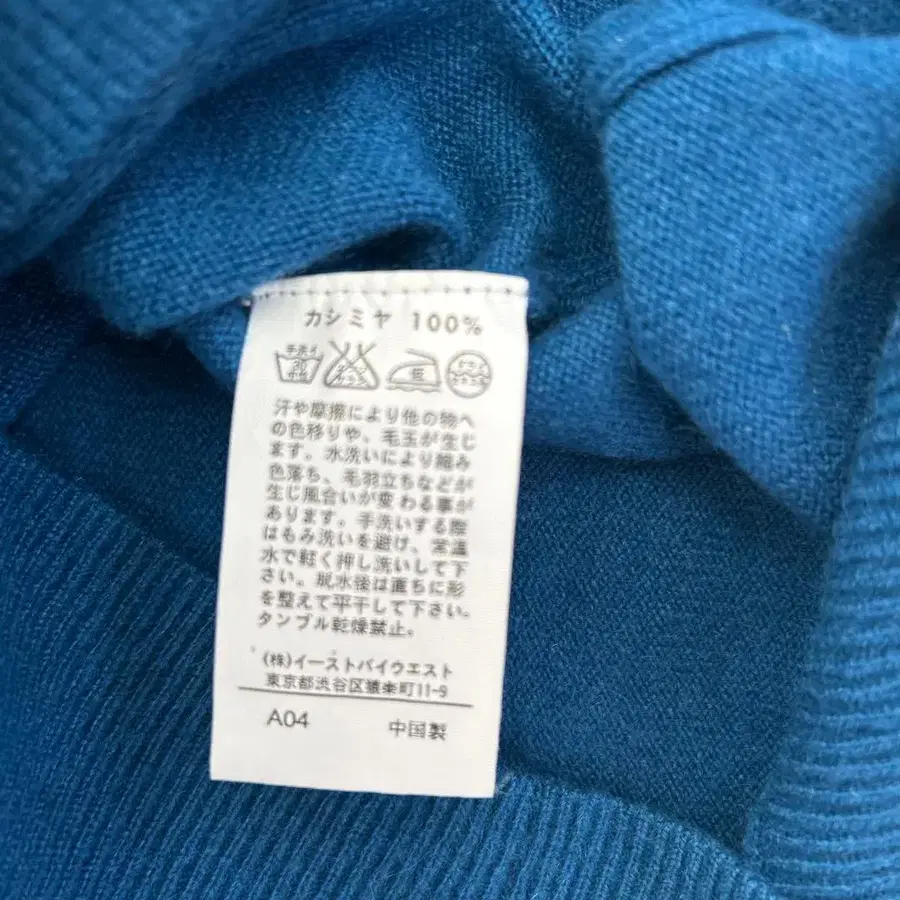 カシミヤ 100%
手洗イ
30
中性
低
汗や摩擦により他の物へ
の色移りや、毛玉が生じ
ます。水洗いにより縮み
色落ち、毛羽立ちなどが
生じ風合いが変わる事が
あります。手洗いする際
はもみ洗いを避け、常温
水で軽く押し洗いして下
さい。脱水後は直ちに形
を整えて平干して下さい。
タンブル乾燥禁止。
(株)イーストバイウエスト
東京都渋谷区猿楽町11-9
A04 中国製